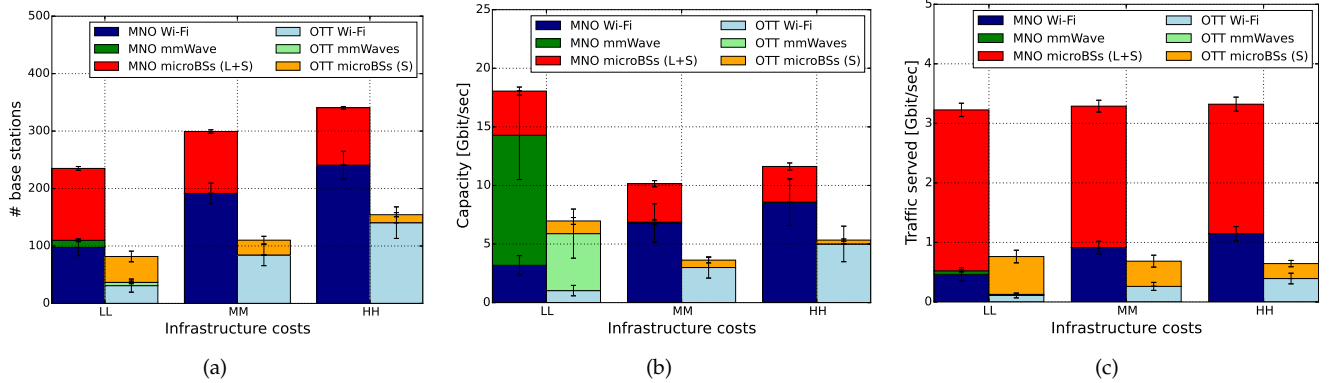 500
400
300
200
100
0
# base stations
MNO Wi-Fi
MNO mmWave
MNO microBSs (L+S)
OTT Wi-Fi
OTT mmWaves
OTT microBSs (S)
LL
MM
HH
Infrastructure costs
(a)
25
20
15
10
5
0
Capacity [Gbit/sec]
MNO Wi-Fi
MNO mmWave
MNO microBSs (L+S)
OTT Wi-Fi
OTT mmWaves
OTT microBSs (S)
LL
MM
HH
Infrastructure costs
(b)
5
4
3
2
1
0
Traffic served [Gbit/sec]
MNO Wi-Fi
MNO mmWave
MNO microBSs (L+S)
OTT Wi-Fi
OTT mmWaves
OTT microBSs (S)
LL
MM
HH
Infrastructure costs
(c)